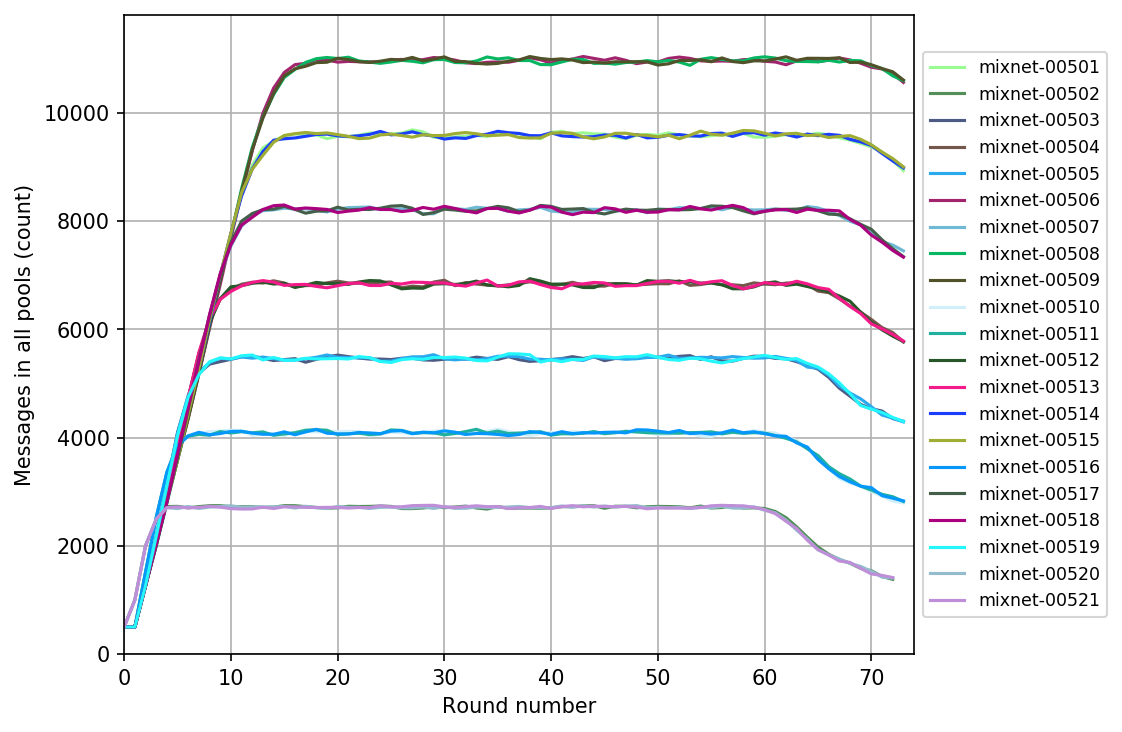 Messages in all pools (count)
10000
8000
6000
4000
2000
0
0 10 20 30 40 50 60 70
Round number
mixnet-00501
mixnet-00502
mixnet-00503
mixnet-00504
mixnet-00505
mixnet-00506
mixnet-00507
mixnet-00508
mixnet-00509
mixnet-00510
mixnet-00511
mixnet-00512
mixnet-00513
mixnet-00514
mixnet-00515
mixnet-00516
mixnet-00517
mixnet-00518
mixnet-00519
mixnet-00520
mixnet-00521